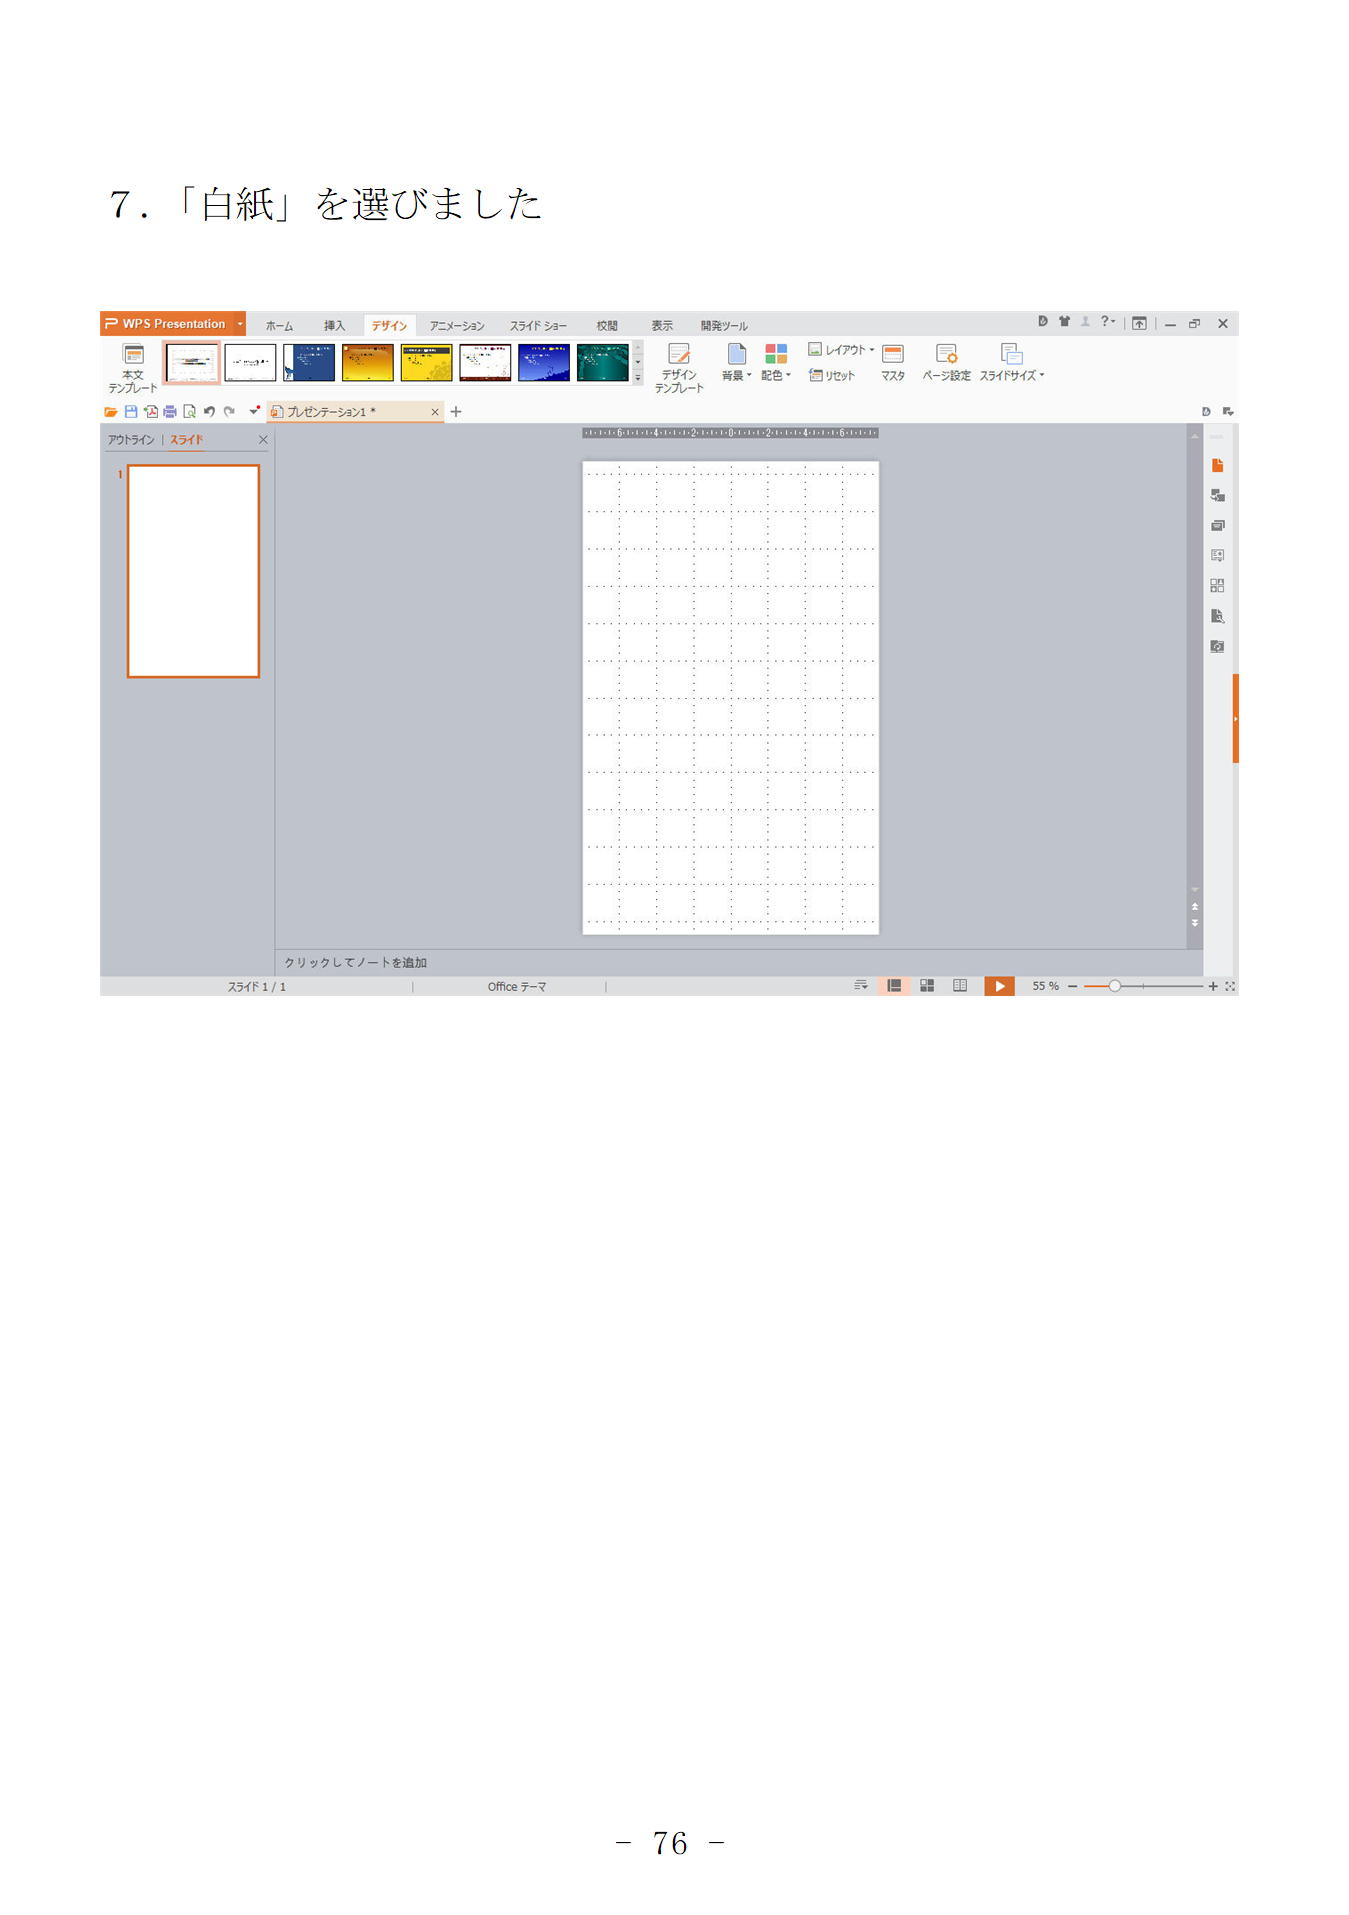 ７．「白紙」を選びました
WPS Presentation
ホーム 挿入 デザイン アニメーション スライド ショー 校閲 表示 開発ツール
本文
テンプレート
デザイン
テンプレート
背景 配色 レイアウト リセット マスタ ページ設定 スライドサイズ
プレゼンテーション1 *
アウトライン | スライド
6 4 2 0 2 4 6
1
クリックしてノートを追加
スライド 1 / 1 Office テーマ 55 %
- 76 -